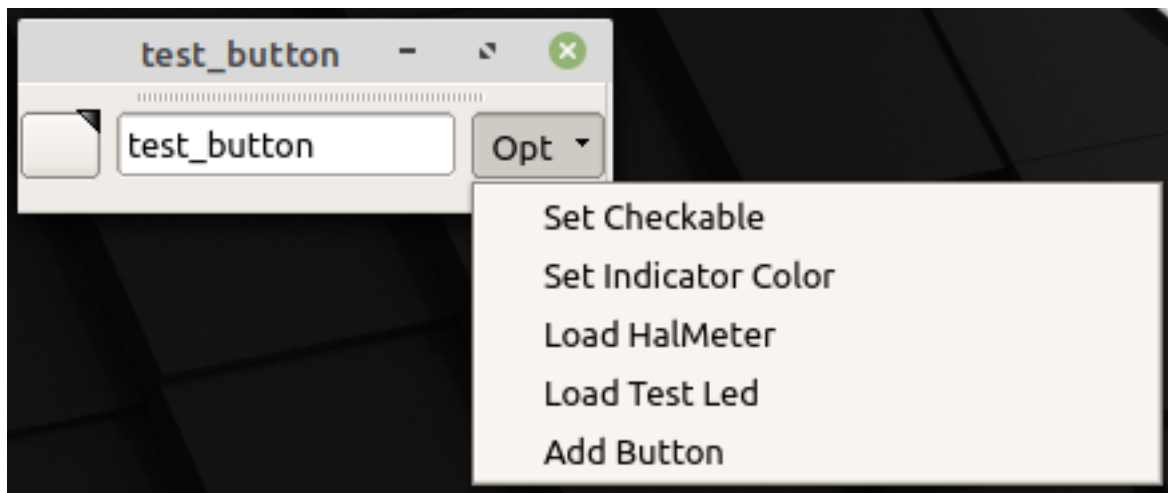 test_button
test_button
Opt
Set Checkable
Set Indicator Color
Load HalMeter
Load Test Led
Add Button